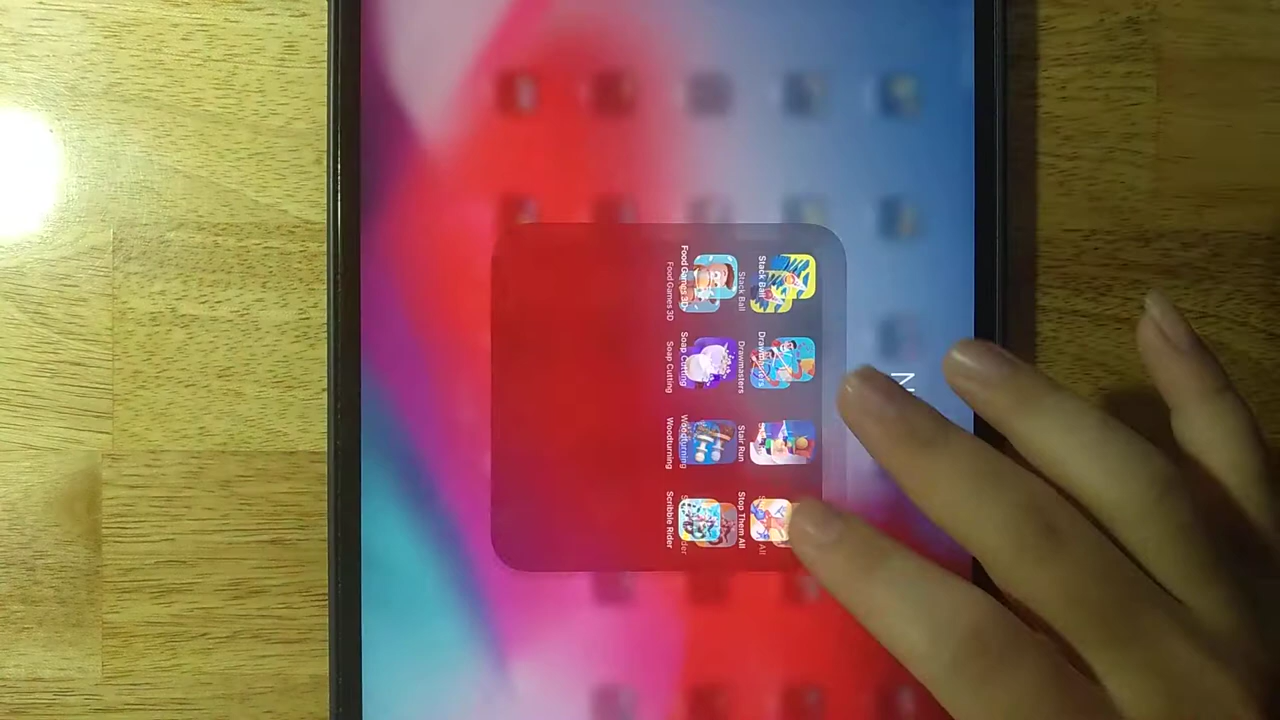 N
Stack Ball
Drawmasters
Stair Run
Stop Them All
Food Games 3D
Soap Cutting
Woodturning
Scribble Rider